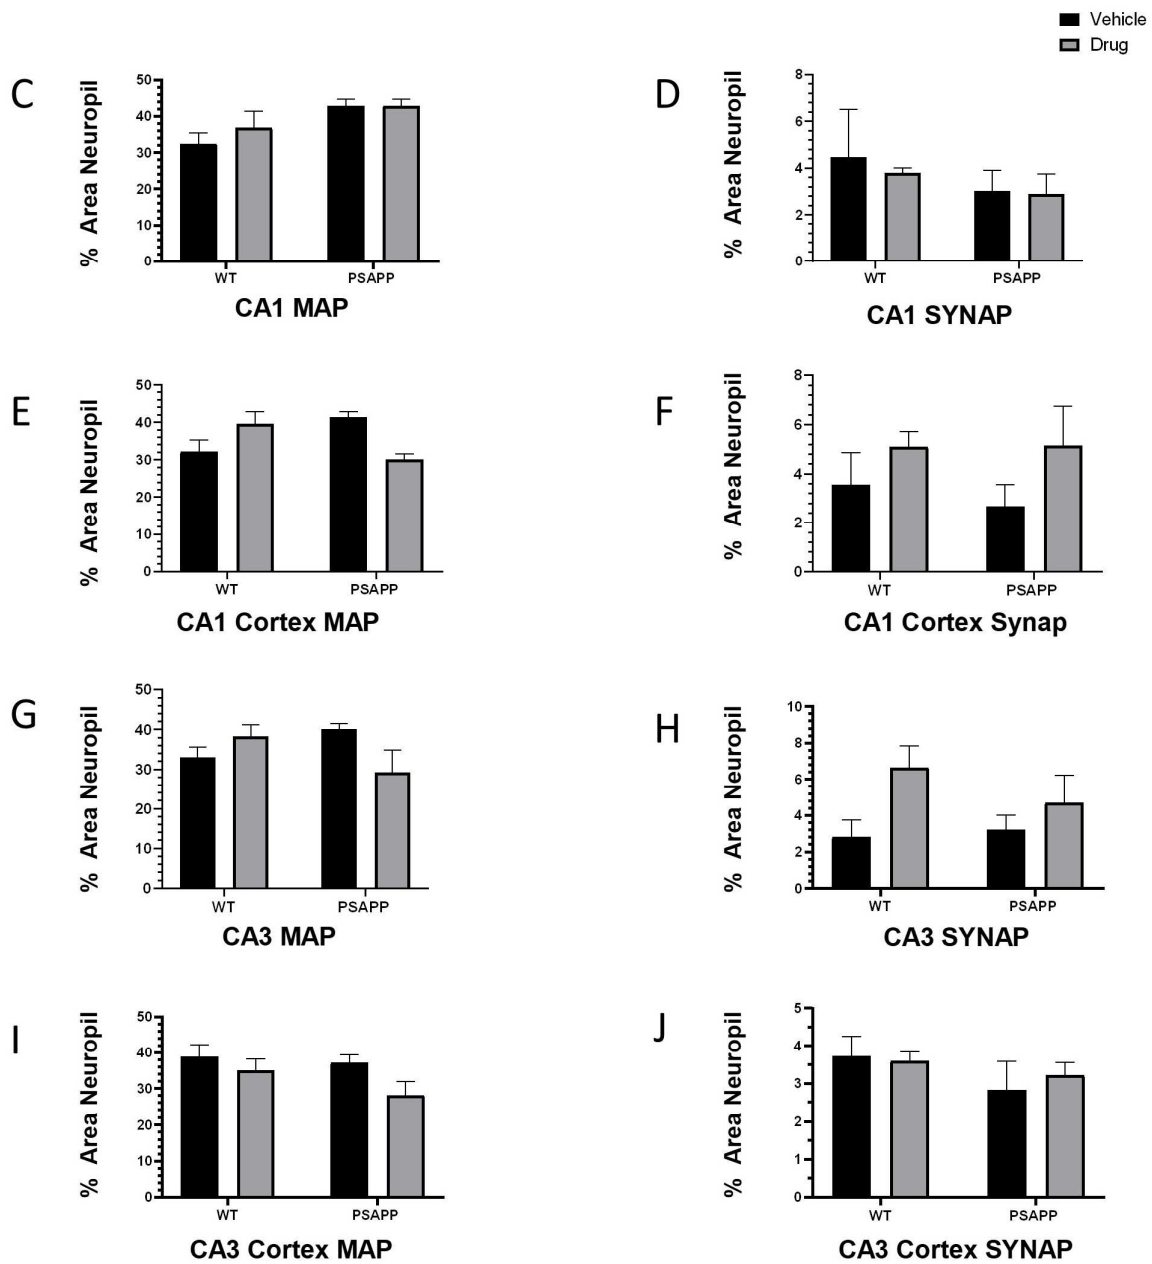 Vehicle
Drug
C
% Area Neuropil
50
40
30
20
10
0
WT PSAPP
CA1 MAP
D
% Area Neuropil
8
6
4
2
0
WT PSAPP
CA1 SYNAP
E
% Area Neuropil
50
40
30
20
10
0
WT PSAPP
CA1 Cortex MAP
F
% Area Neuropil
8
6
4
2
0
WT PSAPP
CA1 Cortex Synap
G
% Area Neuropil
50
40
30
20
10
0
WT PSAPP
CA3 MAP
H
% Area Neuropil
10
8
6
4
2
0
WT PSAPP
CA3 SYNAP
I
% Area Neuropil
50
40
30
20
10
0
WT PSAPP
CA3 Cortex MAP
J
% Area Neuropil
5
4
3
2
1
0
WT PSAPP
CA3 Cortex SYNAP